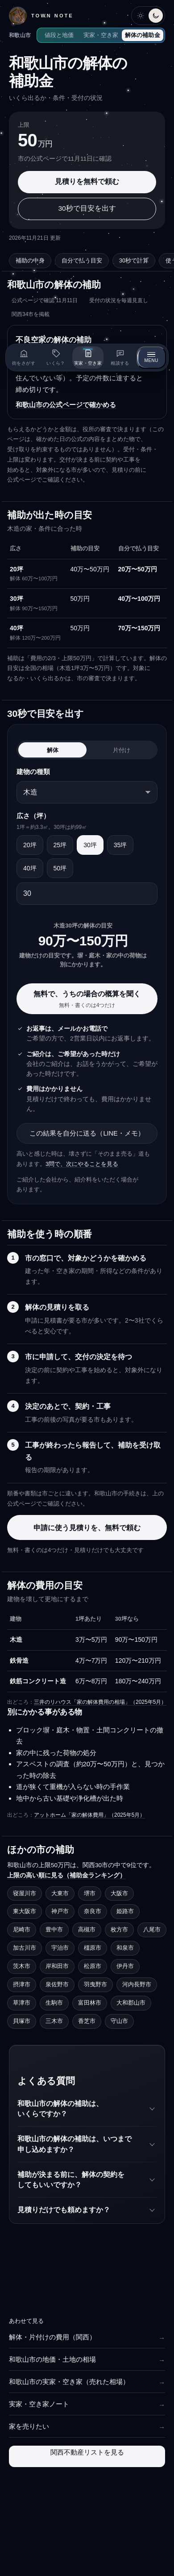 TOWN NOTE
和歌山市
値段と地価
実家・空き家
解体の補助金
和歌山市の解体の
補助金
いくら出るか・条件・受付の状況
上限
50万円
市の公式ページで11月11日に確認
見積りを無料で頼む
30秒で目安を出す
2026年11月21日 更新
補助の中身
自分で払う目安
30秒で計算
使う
和歌山市の解体の補助
公式ページで確認 11月11日
受付の状況を毎週見直し
関西34市を掲載
不良空家の解体の補助
街をさがす
いくら？
実家・空き家
相談する
MENU
住んでいない等）。予定の件数に達すると
締め切りです。
和歌山市の公式ページで確かめる
もらえるかどうかと金額は、役所の審査で決まります（この
ページは、確かめた日の公式の内容をまとめた物で、
受け取りを約束するものではありません）。受付・条件・
上限は変わります。交付が決まる前に契約や工事を
始めると、対象外になる市が多いので、見積りの前に
公式ページでご確認ください。
補助が出た時の目安
木造の家・条件に合った時
広さ
補助の目安
自分で払う目安
20坪
解体 60万〜100万円
40万〜50万円
20万〜50万円
30坪
解体 90万〜150万円
50万円
40万〜100万円
40坪
解体 120万〜200万円
50万円
70万〜150万円
補助は「費用の2/3・上限50万円」で計算しています。解体の
目安は全国の相場（木造1坪3万〜5万円）です。対象に
なるか・いくら出るかは、市の審査で決まります。
30秒で目安を出す
解体
片付け
建物の種類
木造
広さ（坪）
1坪＝約3.3㎡、30坪は約99㎡
20坪
25坪
30坪
35坪
40坪
50坪
30
木造30坪の解体の目安
90万〜150万円
建物だけの目安です。塀・庭木・家の中の荷物は
別にかかります。
無料で、うちの場合の概算を聞く
無料・書くのは4つだけ
お返事は、メールかお電話で
ご希望の方で、2営業日以内にお返事します。
ご紹介は、ご希望があった時だけ
会社のご紹介は、お話をうかがって、ご希望が
あった時だけです。
費用はかかりません
見積りだけで終わっても、費用はかかりませ
ん。
この結果を自分に送る（LINE・メモ）
高いと感じた時は、壊さずに「そのまま売る」道も
あります。3問で、次にやることを見る
ご紹介した会社から、紹介料をいただく場合が
あります。
補助を使う時の順番
1
市の窓口で、対象かどうかを確かめる
建った年・空き家の期間・所得などの条件があり
ます。
2
解体の見積りを取る
申請に見積書が要る市が多いです。2〜3社でくら
べると安心です。
3
市に申請して、交付の決定を待つ
決定の前に契約や工事を始めると、対象外になり
ます。
4
決定のあとで、契約・工事
工事の前後の写真が要る市もあります。
5
工事が終わったら報告して、補助を受け取
る
報告の期限があります。
順番や書類は市ごとに違います。和歌山市の手続きは、上の
公式ページでご確認ください。
申請に使う見積りを、無料で頼む
無料・書くのは4つだけ・見積りだけでも大丈夫です
解体の費用の目安
建物を壊して更地にするまで
建物
1坪あたり
30坪なら
木造
3万〜5万円
90万〜150万円
鉄骨造
4万〜7万円
120万〜210万円
鉄筋コンクリート造
6万〜8万円
180万〜240万円
出どころ：三井のリハウス「家の解体費用の相場」（2025年5月）
別にかかる事がある物
ブロック塀・庭木・物置・土間コンクリートの撤
去
家の中に残った荷物の処分
アスベストの調査（約20万〜50万円）と、見つか
った時の除去
道が狭くて重機が入らない時の手作業
地中から古い基礎や浄化槽が出た時
出どころ：アットホーム「家の解体費用」（2025年5月）
ほかの市の補助
和歌山市の上限50万円は、関西30市の中で9位です。
上限の高い順に見る（補助金ランキング）
寝屋川市
大東市
堺市
大阪市
東大阪市
神戸市
奈良市
姫路市
尼崎市
豊中市
高槻市
枚方市
八尾市
加古川市
宇治市
橿原市
和泉市
茨木市
岸和田市
松原市
伊丹市
摂津市
泉佐野市
羽曳野市
河内長野市
草津市
生駒市
富田林市
大和郡山市
貝塚市
三木市
香芝市
守山市
よくある質問
和歌山市の解体の補助は、
いくらですか？
和歌山市の解体の補助は、いつまで
申し込めますか？
補助が決まる前に、解体の契約を
してもいいですか？
見積りだけでも頼めますか？
あわせて見る
解体・片付けの費用（関西）
→
和歌山市の地価・土地の相場
→
和歌山市の実家・空き家（売れた相場）
→
実家・空き家ノート
→
家を売りたい
→
関西不動産リストを見る